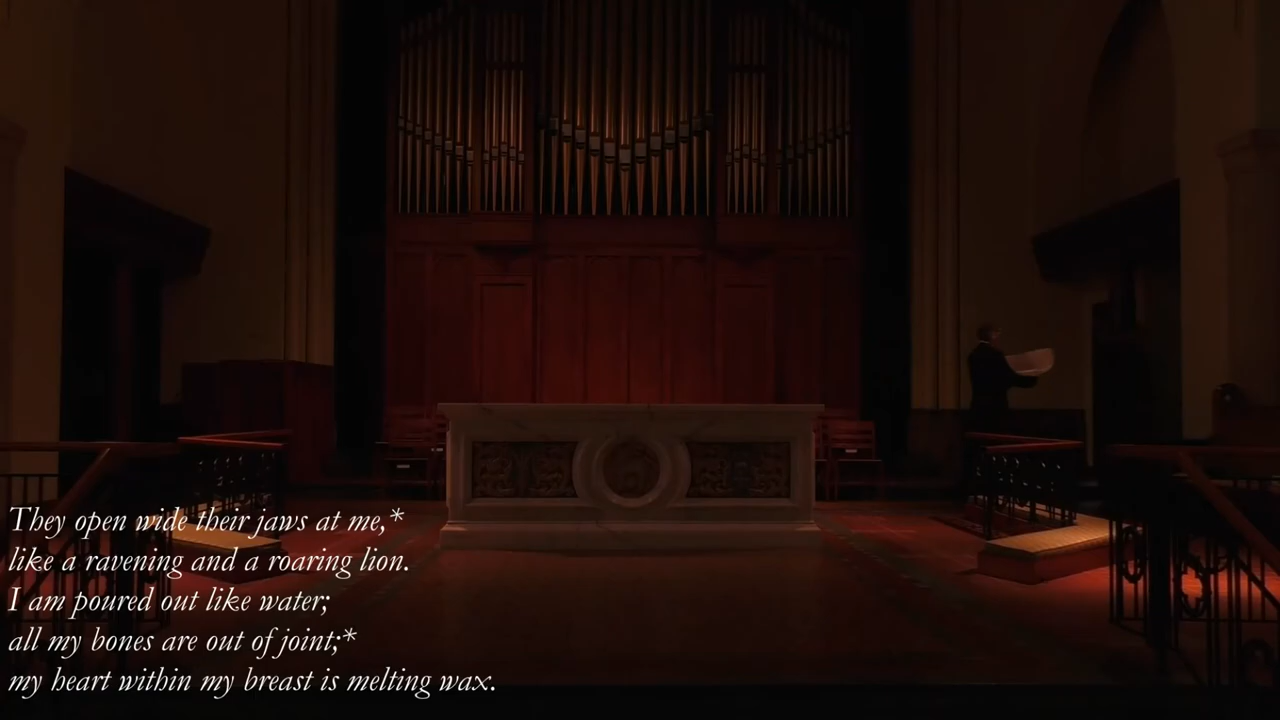 They open wide their jaws at me,*
like a ravening and a roaring lion.
I am poured out like water;
all my bones are out of joint;*
my heart within my breast is melting wax.